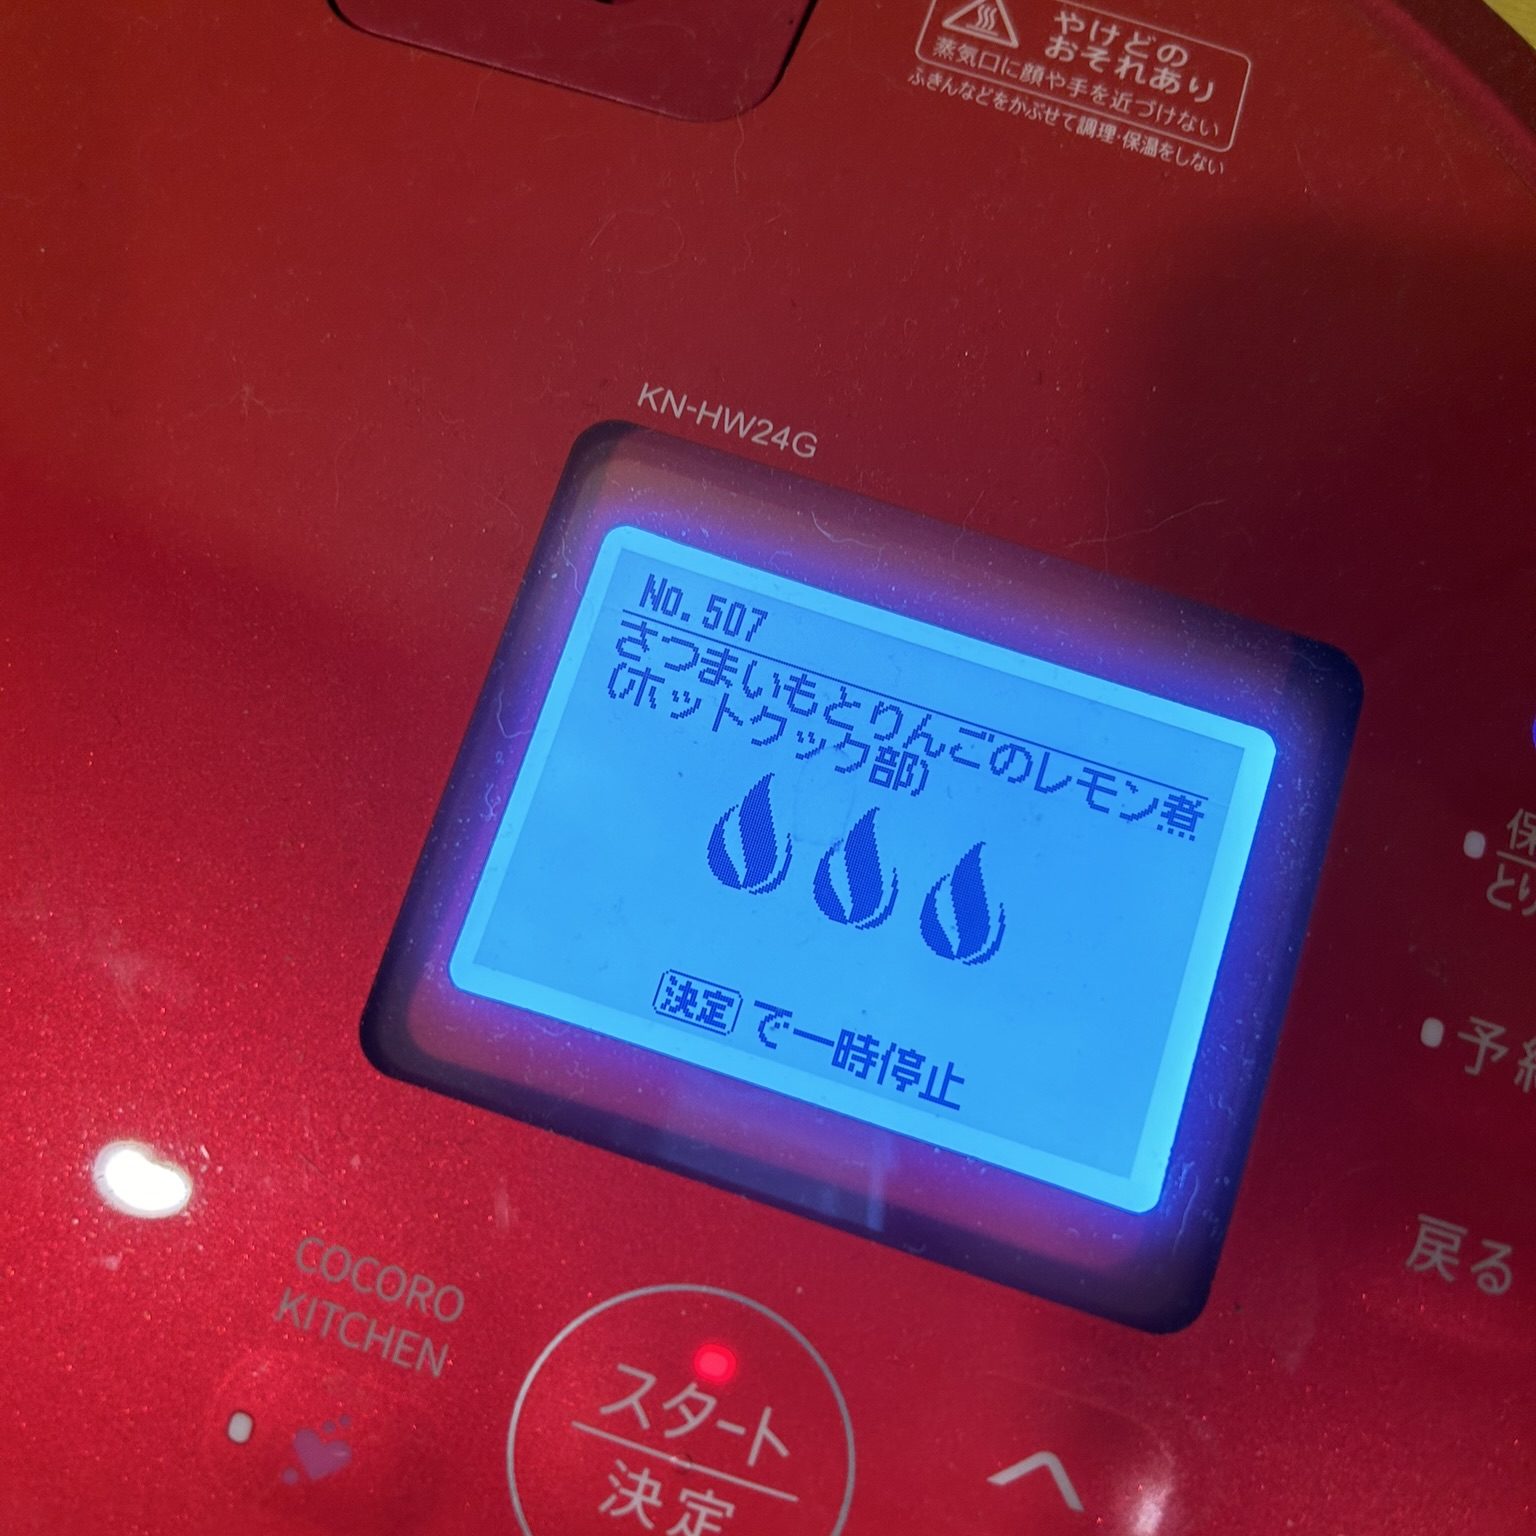 やけどの
おそれあり
蒸気口に顔や手を近づけない
ふきんなどをかぶせて調理・保温をしない
KN-HW24G
No.507
さつまいもとりんごのレモン煮
(ホットクック部)
決定 で一時停止
保
とり
予約
戻る
COCORO
KITCHEN
スタート
決定